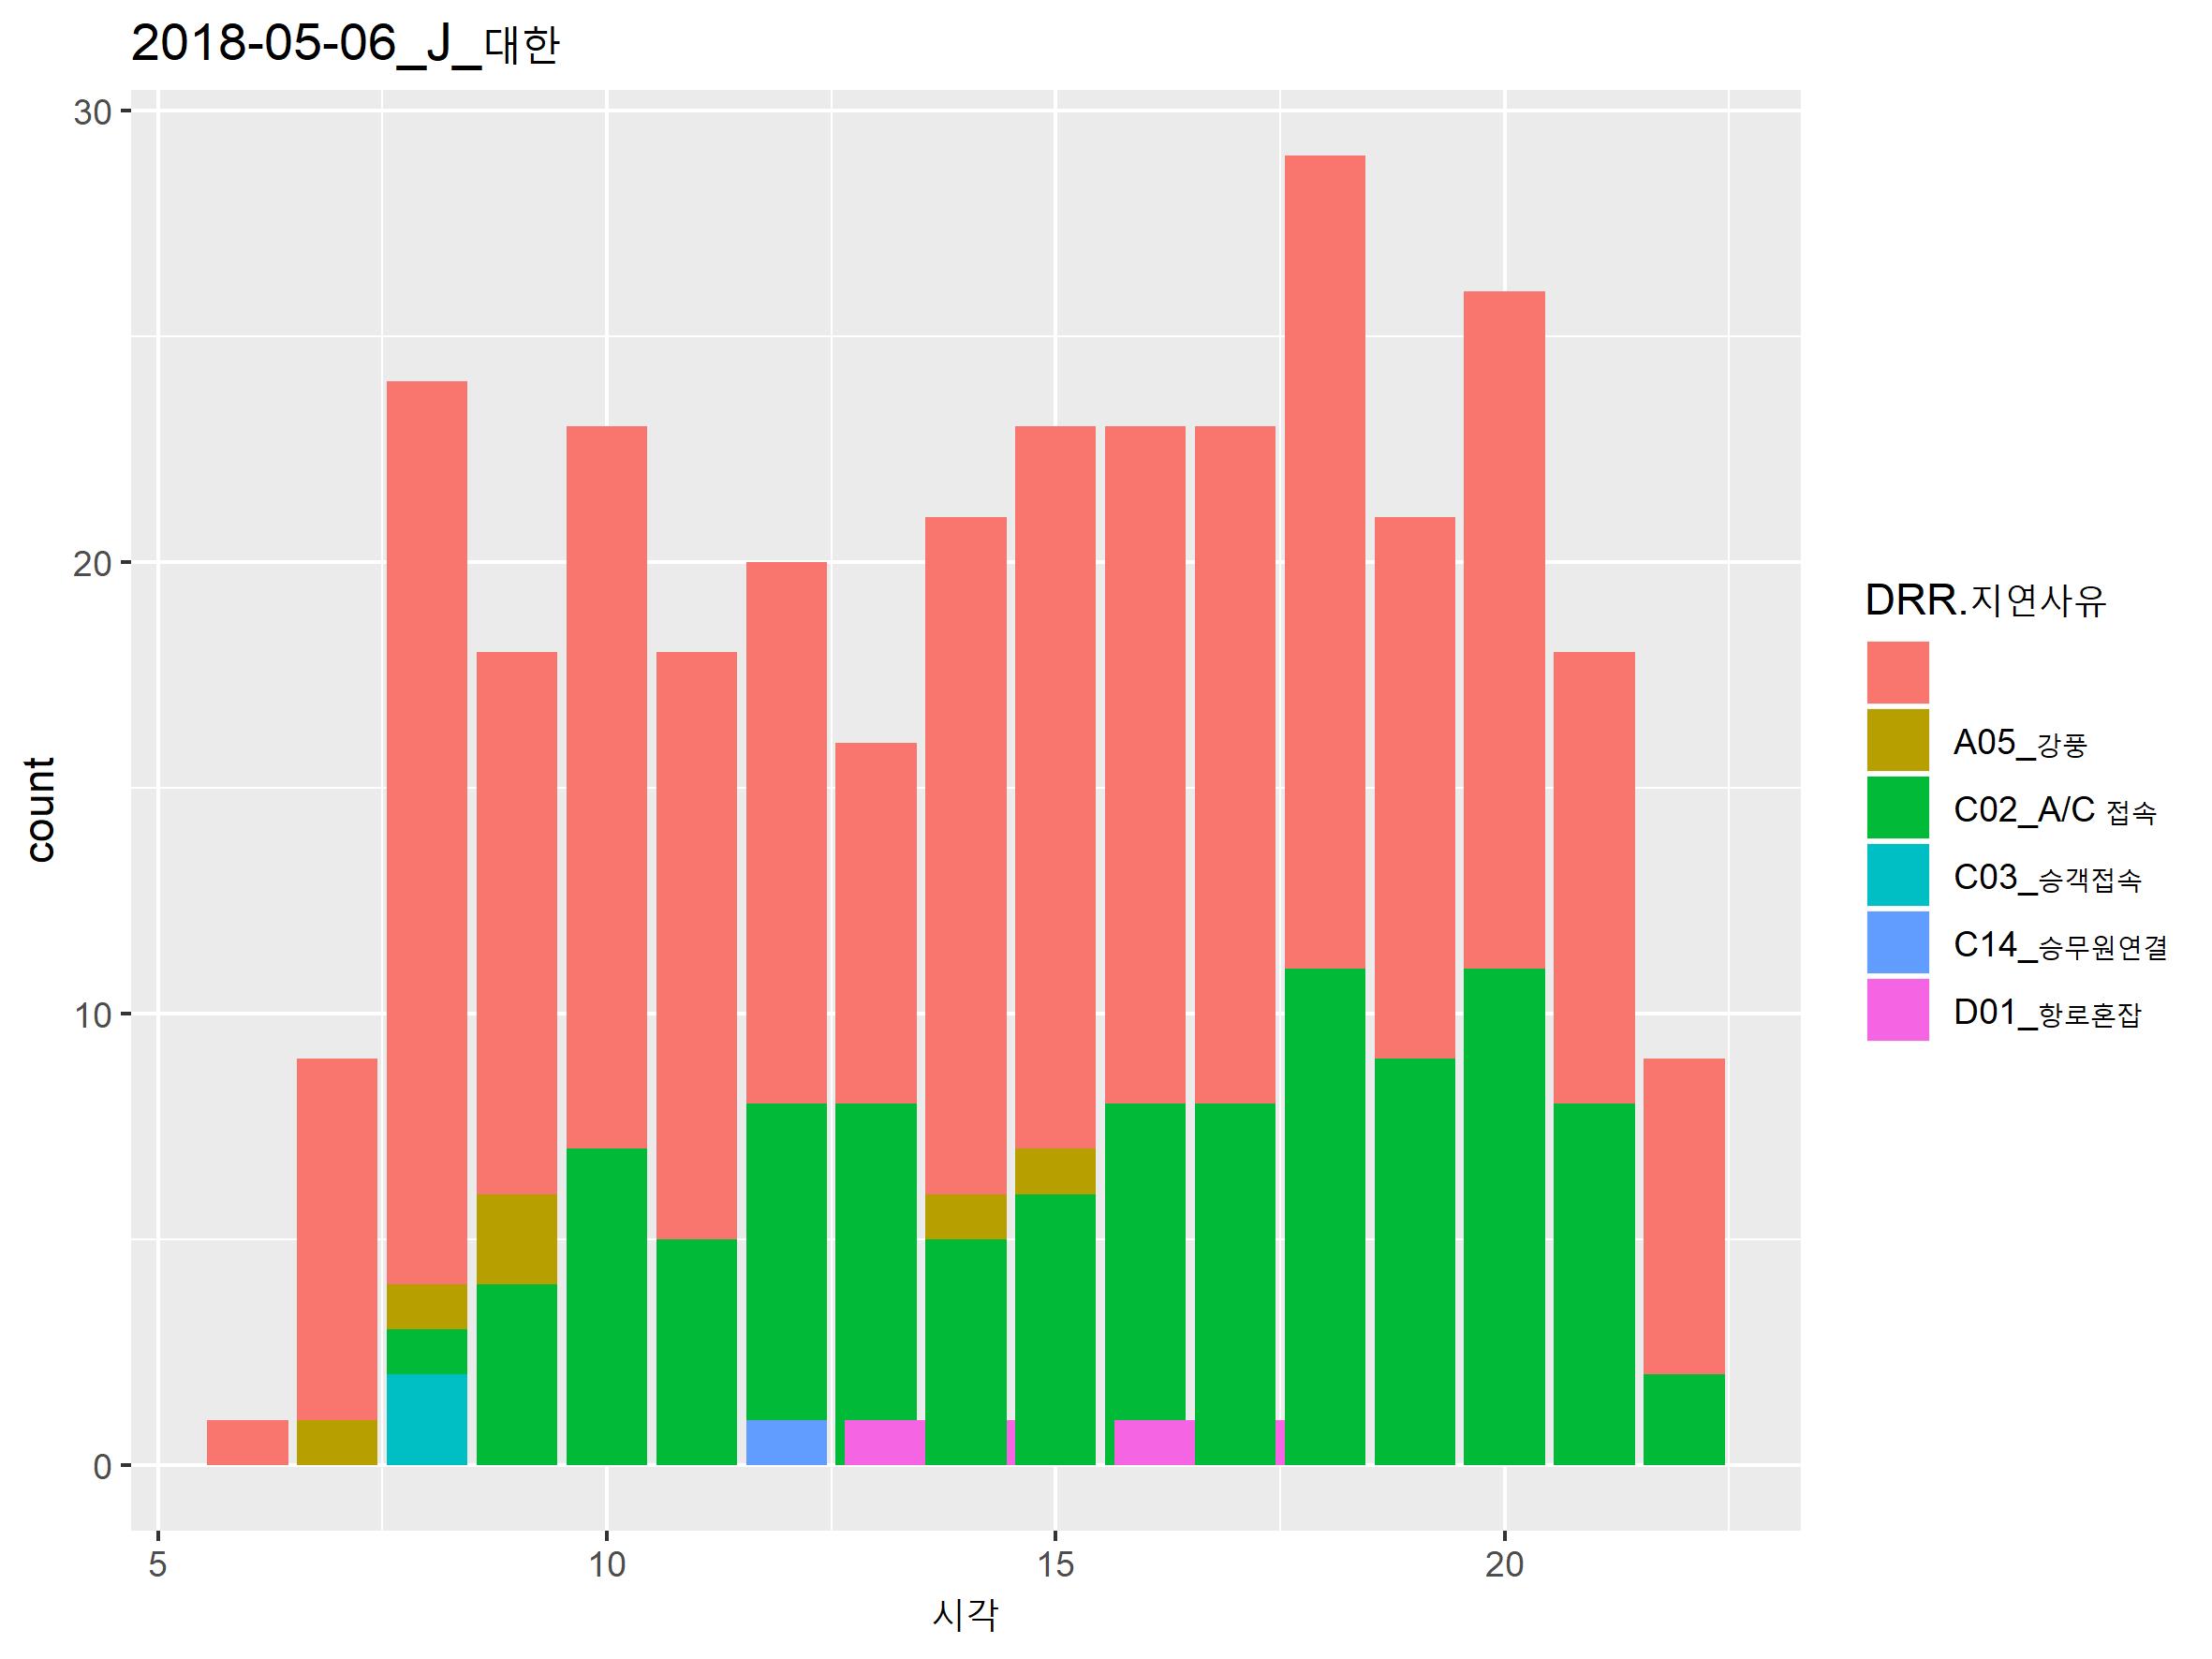 2018-05-06_J_대한
30
20
10
0
count
5 10 15 20
시각
DRR.지연사유
A05_강풍
C02_A/C 접속
C03_승객접속
C14_승무원연결
D01_항로혼잡